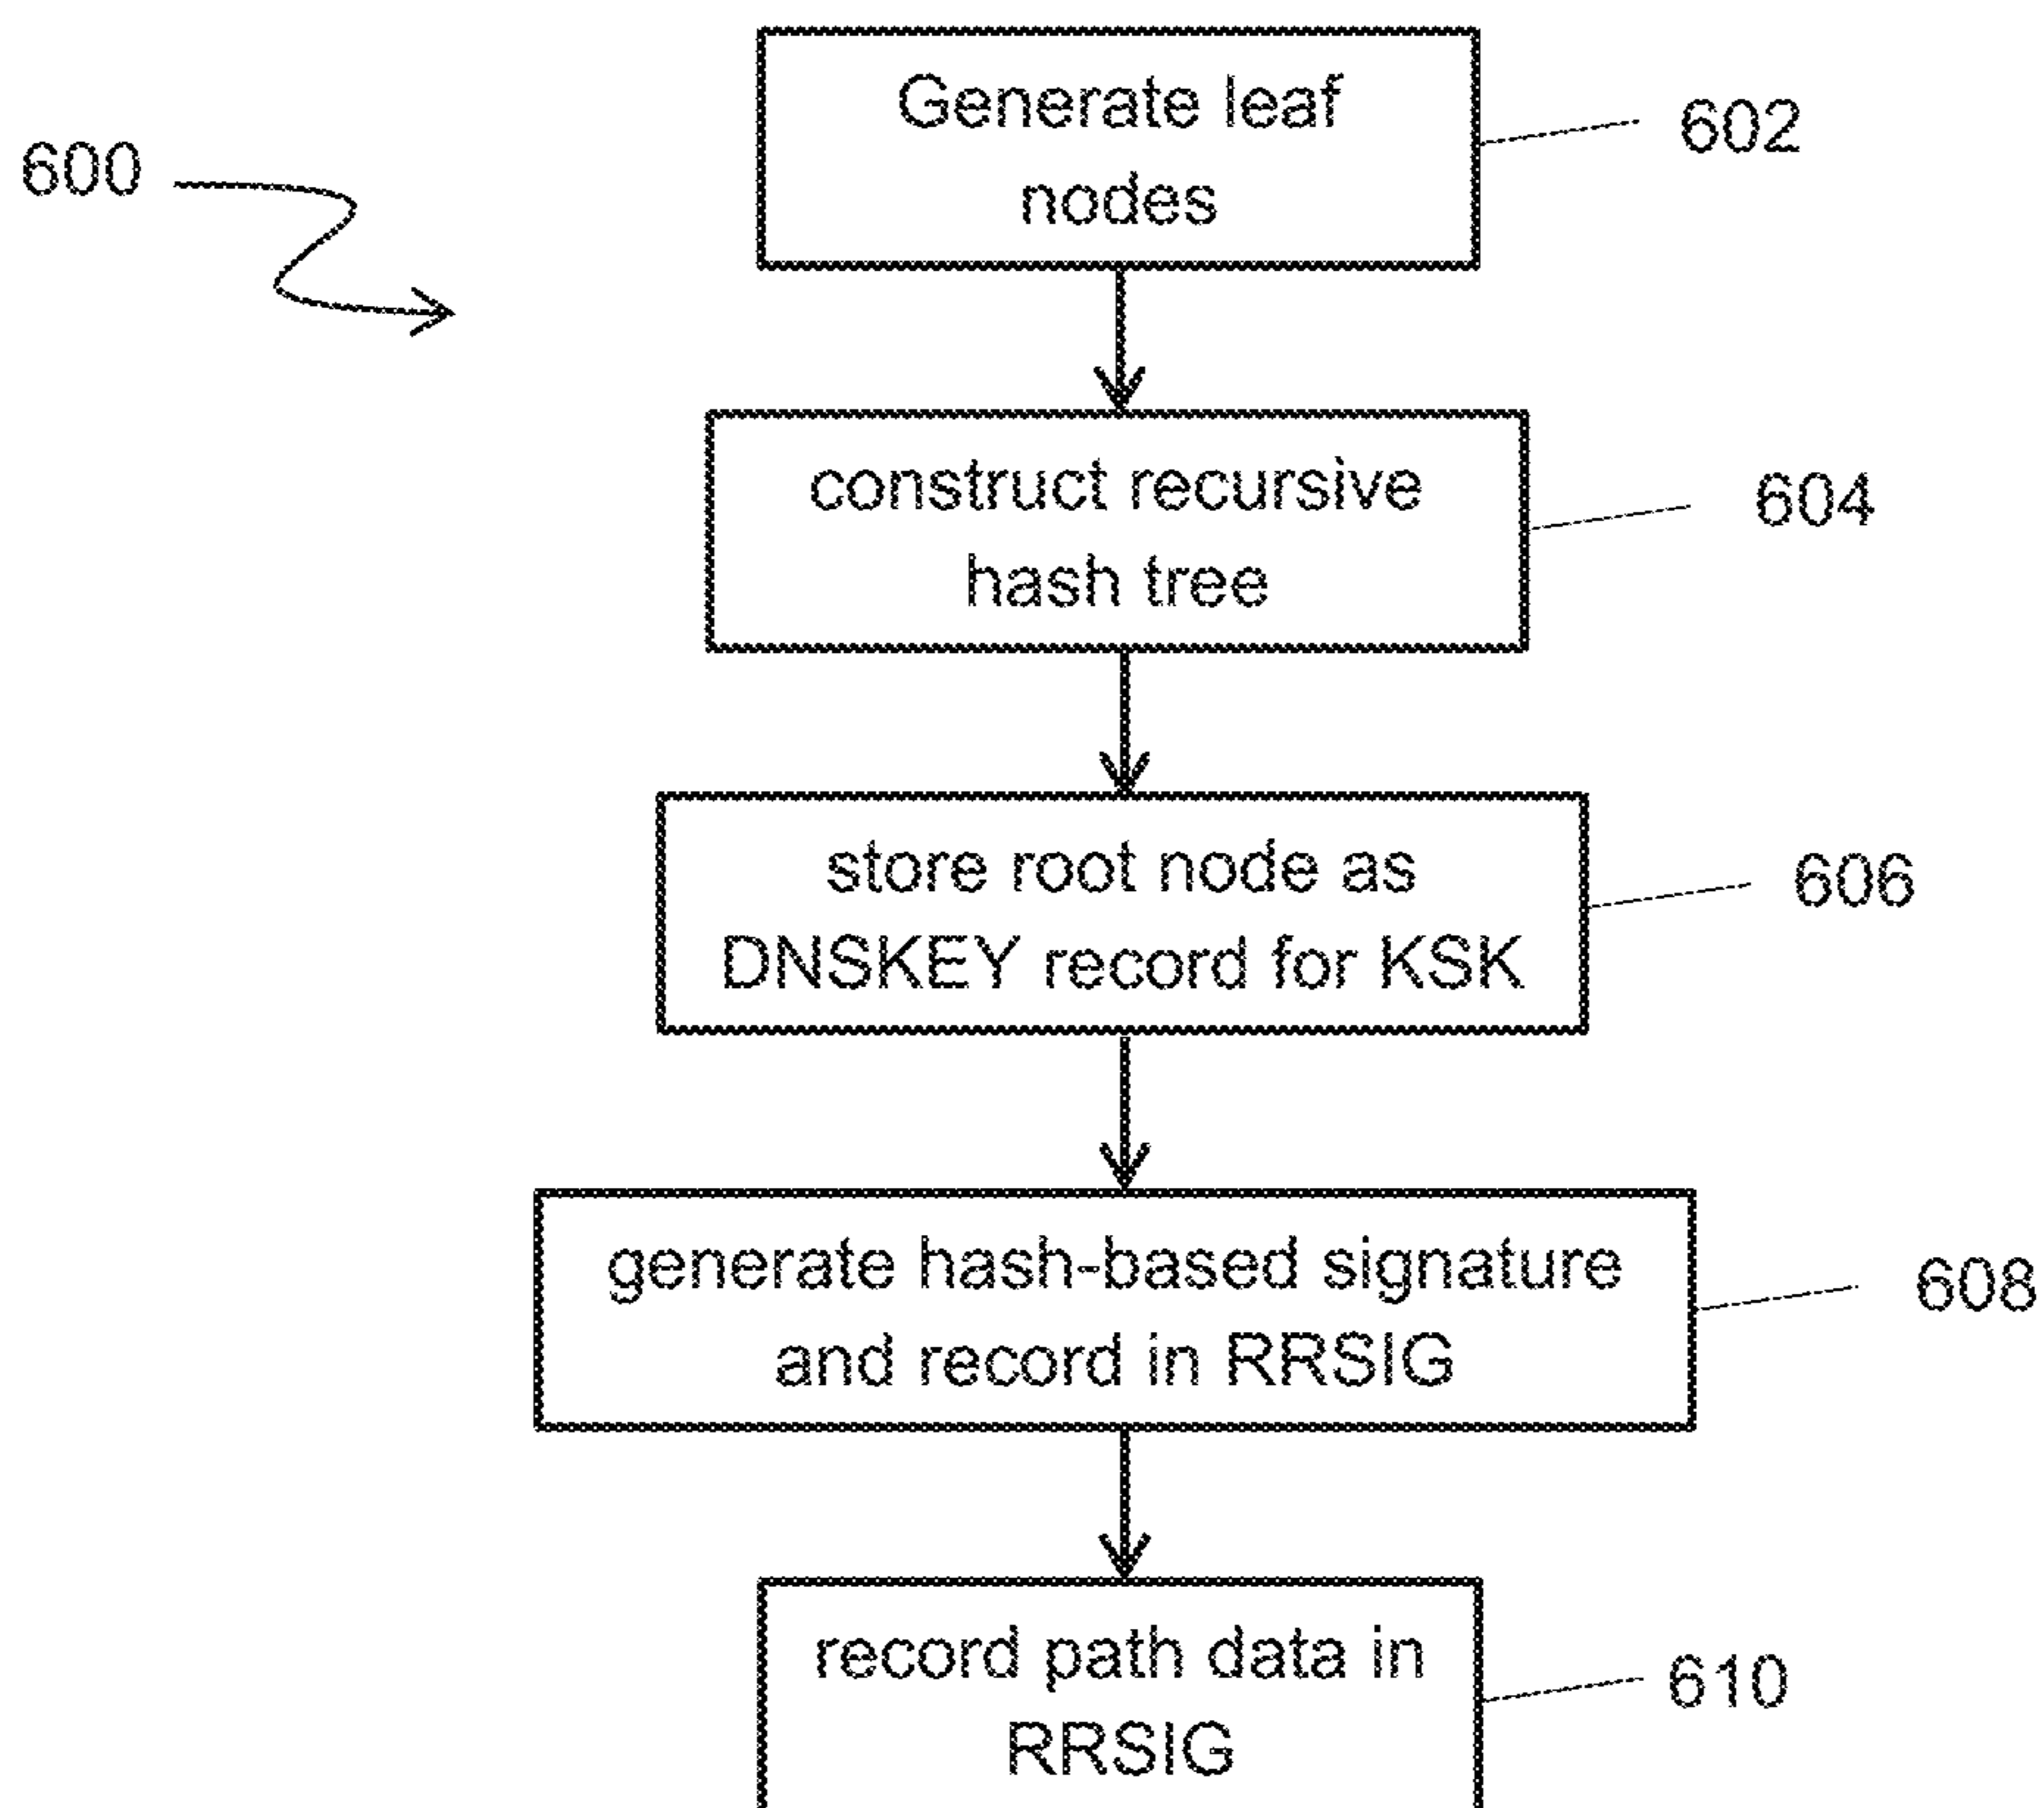 Generate leaf
nodes
602
600
construct recursive
hash tree
604
store root node as
DNSKEY record for KSK
606
generate hash-based signature
and record in RRSIG
608
record path data in
RRSIG
610